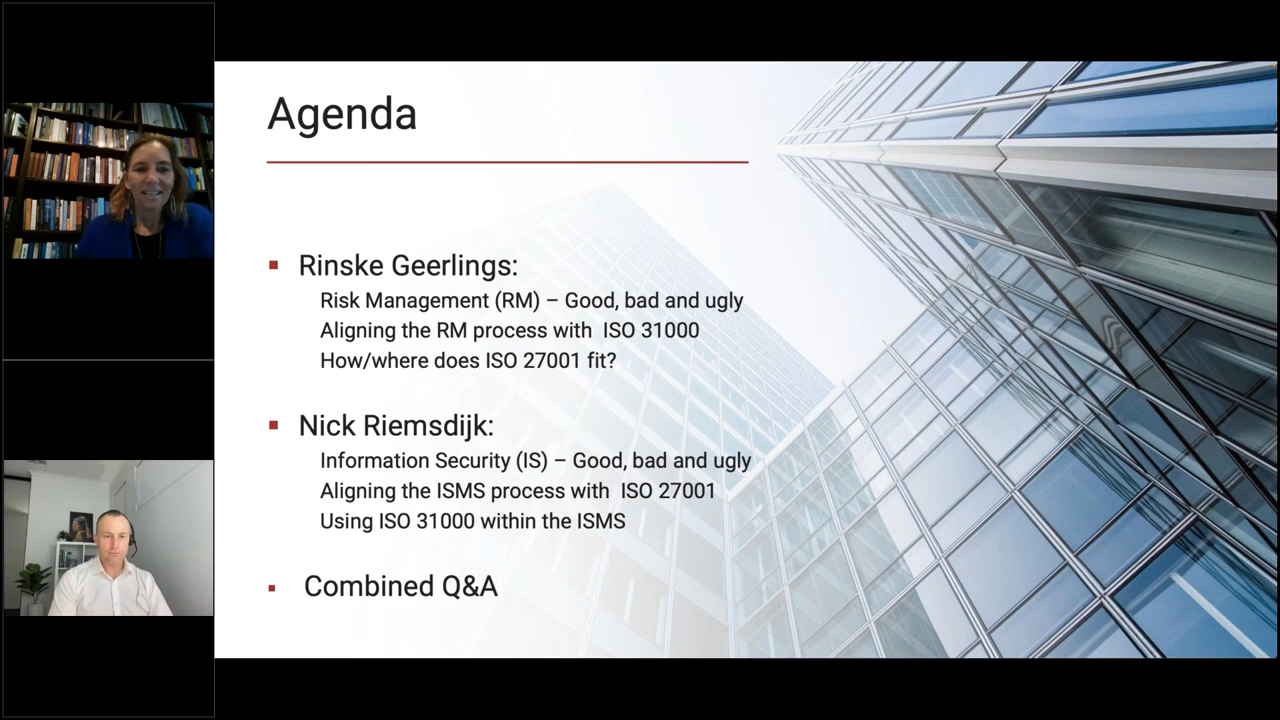 Agenda
Rinske Geerlings:
Risk Management (RM) – Good, bad and ugly
Aligning the RM process with  ISO 31000
How/where does ISO 27001 fit?
Nick Riemsdijk:
Information Security (IS) – Good, bad and ugly
Aligning the ISMS process with  ISO 27001
Using ISO 31000 within the ISMS
Combined Q&A